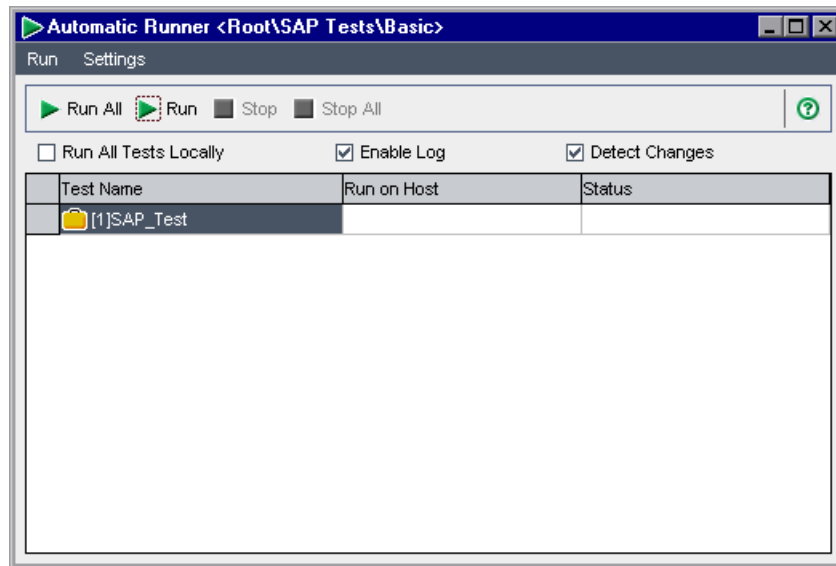 Automatic Runner <Root\SAP Tests\Basic>
Run Settings
Run All Run Stop Stop All
Run All Tests Locally Enable Log Detect Changes
Test Name Run on Host Status
[1]SAP_Test